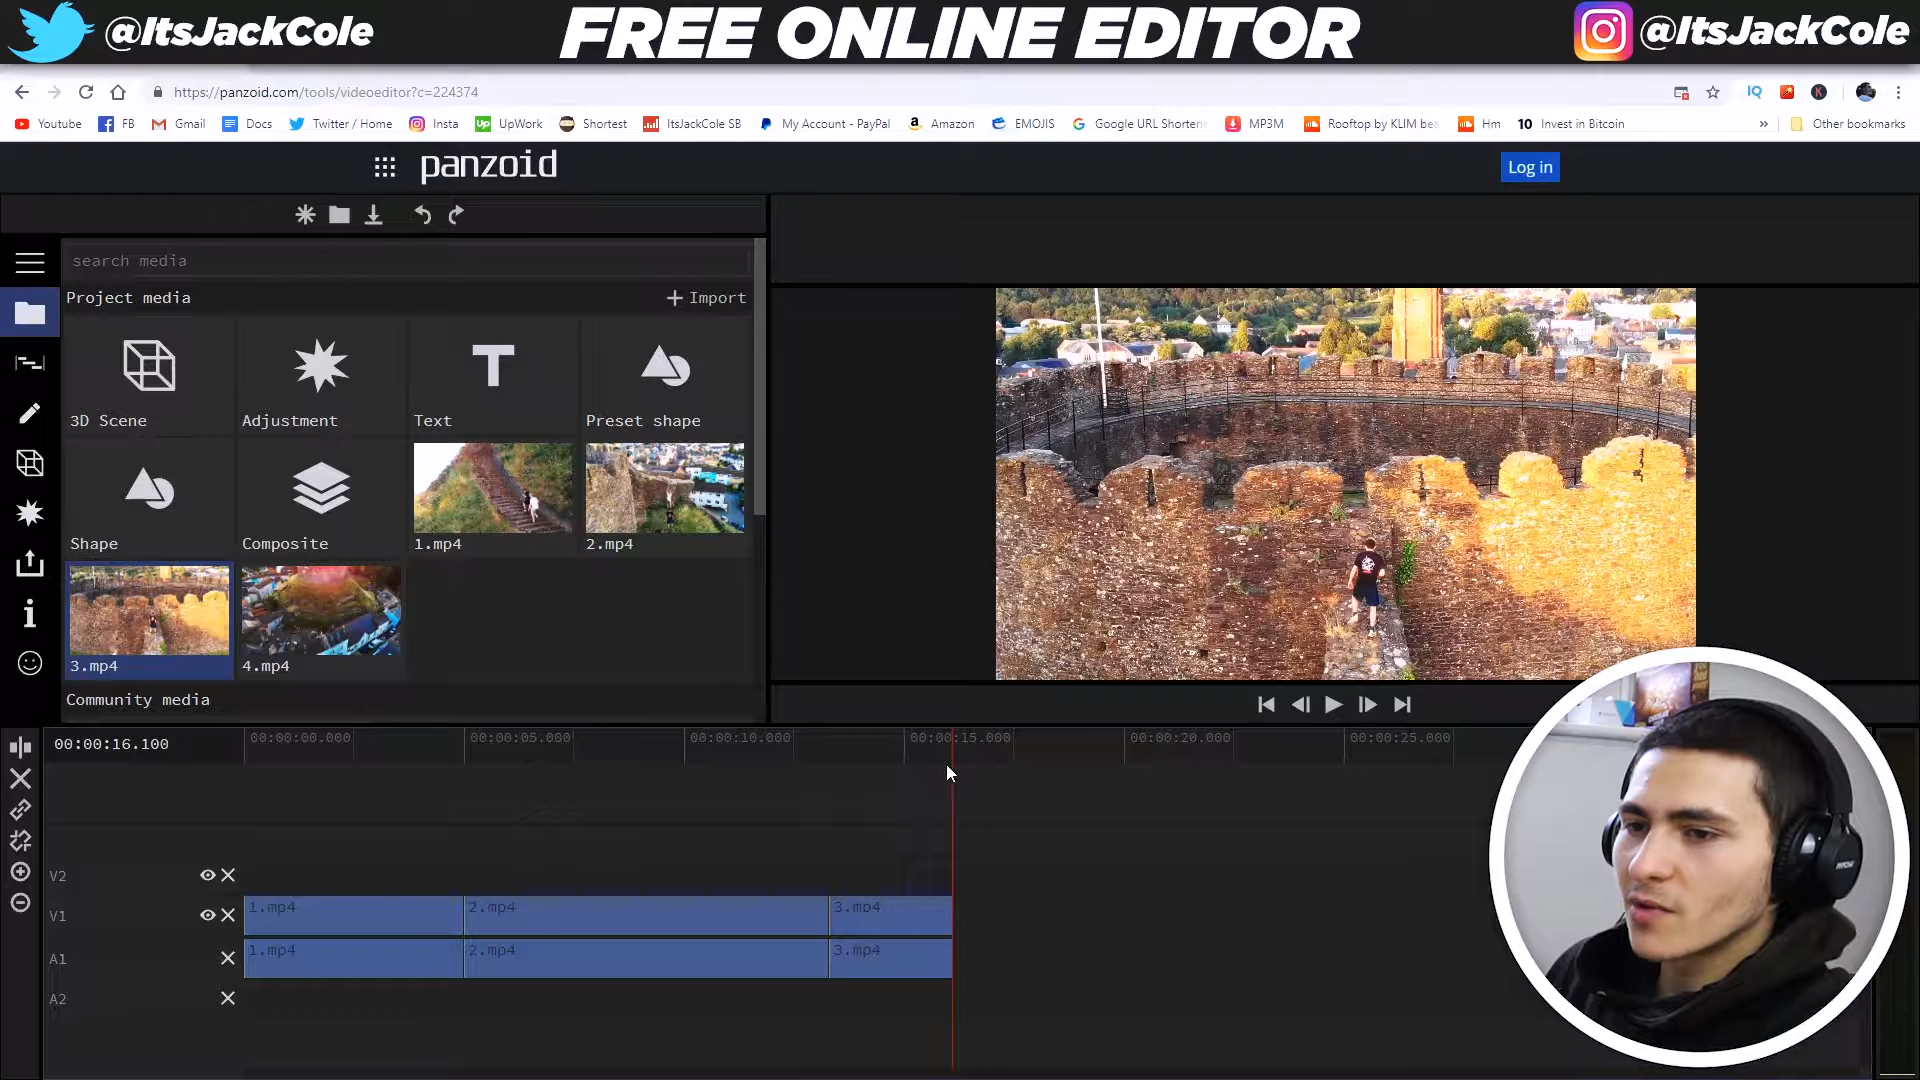 @ItsJackCole
FREE ONLINE EDITOR
@ItsJackCole
https://panzoid.com/tools/videoeditor?c=224374
IQ
K
Youtube
FB
Gmail
Docs
Twitter / Home
Insta
Up
UpWork
Shortest
ItsJackCole SB
My Account - PayPal
Amazon
EMOJIS
Google URL Shorten
MP3M
Rooftop by KLIM bea
Hm
10
Invest in Bitcoin
»
Other bookmarks
panzoid
Log in
search media
Project media
+ Import
3D Scene
Adjustment
Text
Preset shape
Shape
Composite
1.mp4
2.mp4
3.mp4
4.mp4
Community media
00:00:16.100
00:00:00.000
00:00:05.000
00:00:10.000
00:00:15.000
00:00:20.000
00:00:25.000
V2
V1
1.mp4
2.mp4
3.mp4
A1
1.mp4
2.mp4
3.mp4
A2